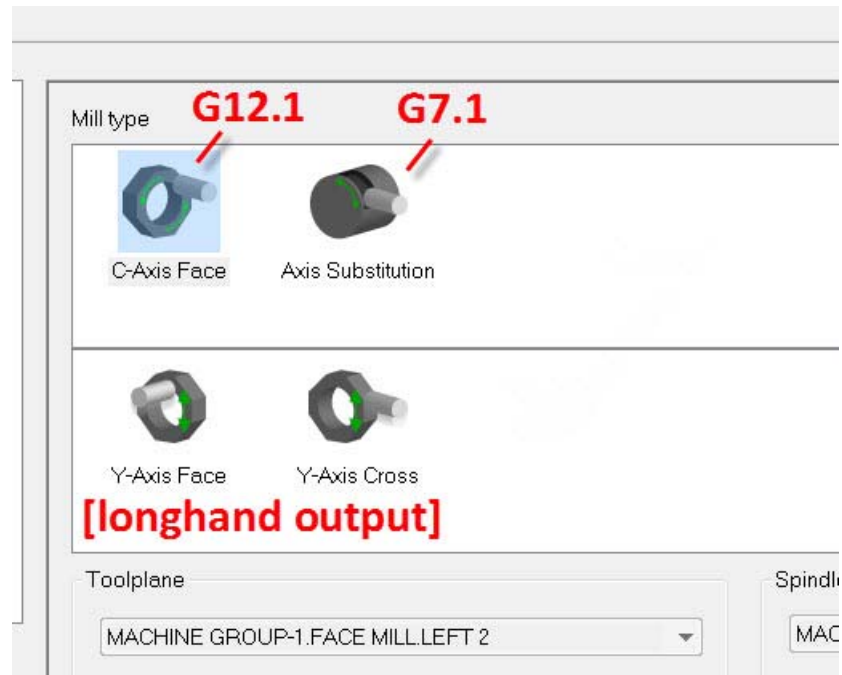 Mill type G12.1 G7.1
C-Axis Face Axis Substitution
Y-Axis Face Y-Axis Cross
[longhand output]
Toolplane
MACHINE GROUP-1.FACE MILL.LEFT 2